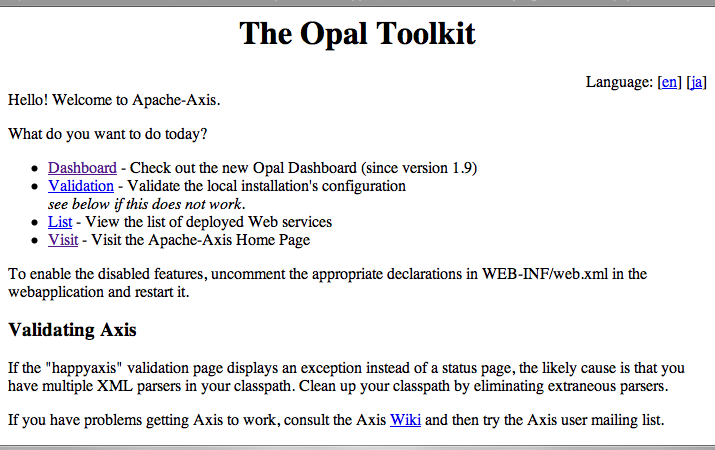 The Opal Toolkit
Language: [en] [ja]
Hello! Welcome to Apache-Axis.
What do you want to do today?
• Dashboard - Check out the new Opal Dashboard (since version 1.9)
• Validation - Validate the local installation's configuration
see below if this does not work.
• List - View the list of deployed Web services
• Visit - Visit the Apache-Axis Home Page
To enable the disabled features, uncomment the appropriate declarations in WEB-INF/web.xml in the
webapplication and restart it.
Validating Axis
If the "happyaxis" validation page displays an exception instead of a status page, the likely cause is that you
have multiple XML parsers in your classpath. Clean up your classpath by eliminating extraneous parsers.
If you have problems getting Axis to work, consult the Axis Wiki and then try the Axis user mailing list.